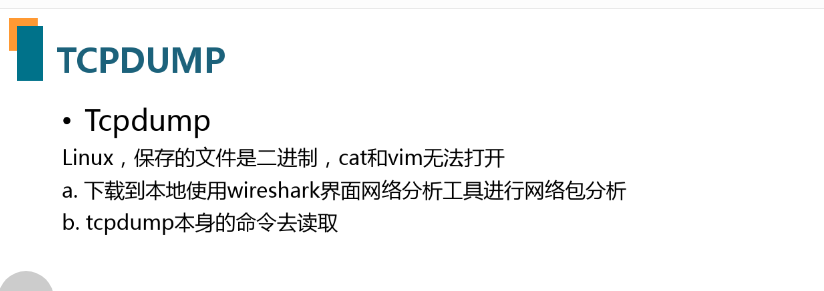 TCPDUMP
• Tcpdump
Linux，保存的文件是二进制，cat和vim无法打开
a. 下载到本地使用wireshark界面网络分析工具进行网络包分析
b. tcpdump本身的命令去读取